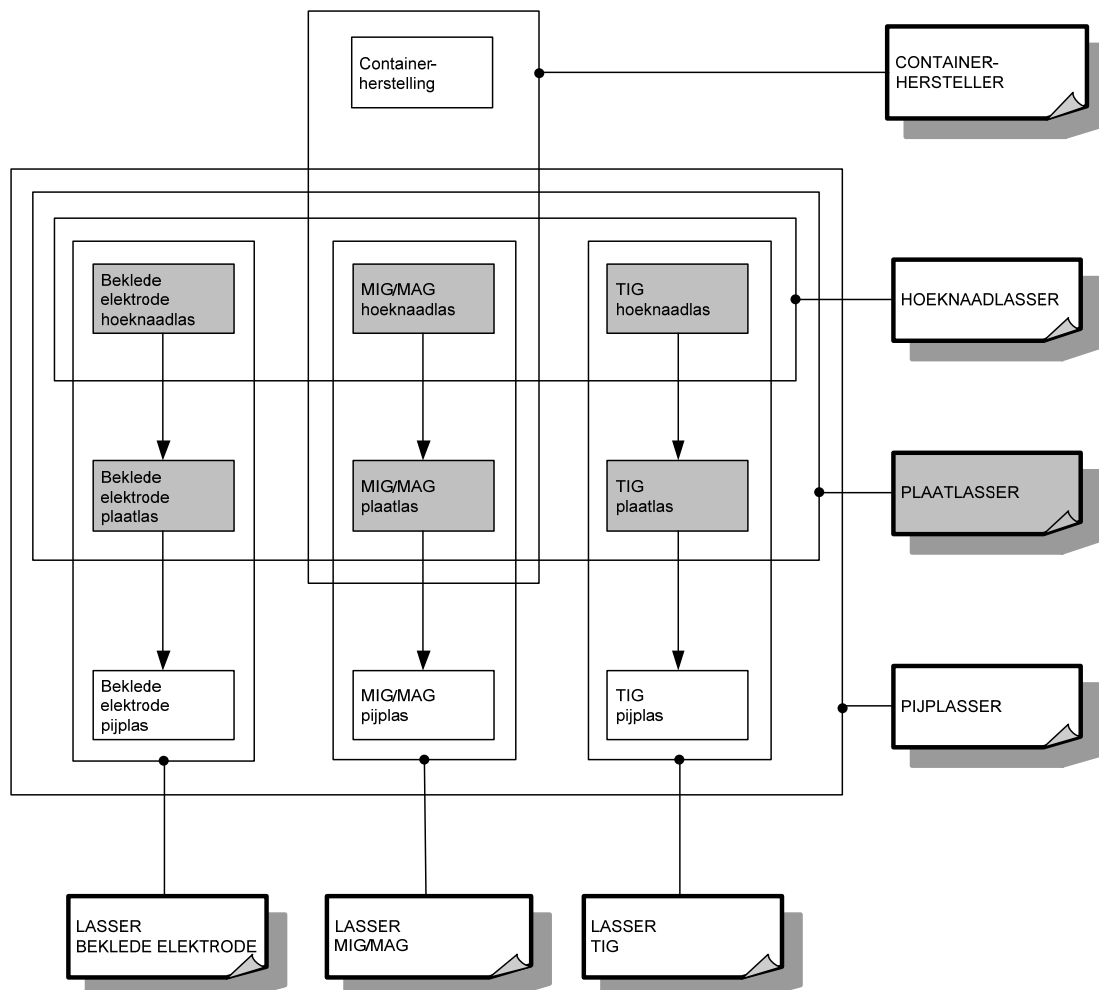 Container-
herstelling
CONTAINER-
HERSTELLER
Beklede
elektrode
hoeknaadlas
MIG/MAG
hoeknaadlas
TIG
hoeknaadlas
HOEKNAADLASSER
Beklede
elektrode
plaatlas
MIG/MAG
plaatlas
TIG
plaatlas
PLAATLASSER
Beklede
elektrode
pijplas
MIG/MAG
pijplas
TIG
pijplas
PIJPLASSER
LASSER
BEKLEDE ELEKTRODE
LASSER
MIG/MAG
LASSER
TIG